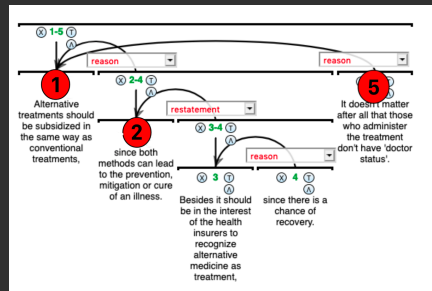 1-5
reason
reason
1
2-4
5
Alternative
treatments should
be subsidized in
the same way as
conventional
treatments,
restatement
2
3-4
It doesn't matter
after all that those
who administer
the treatment
don't have 'doctor
status'.
since both
methods can lead
to the prevention,
mitigation or cure
of an illness.
reason
3
4
Besides it should
be in the interest
of the health
insurers to
recognize
alternative
medicine as
treatment,
since there is a
chance of
recovery.